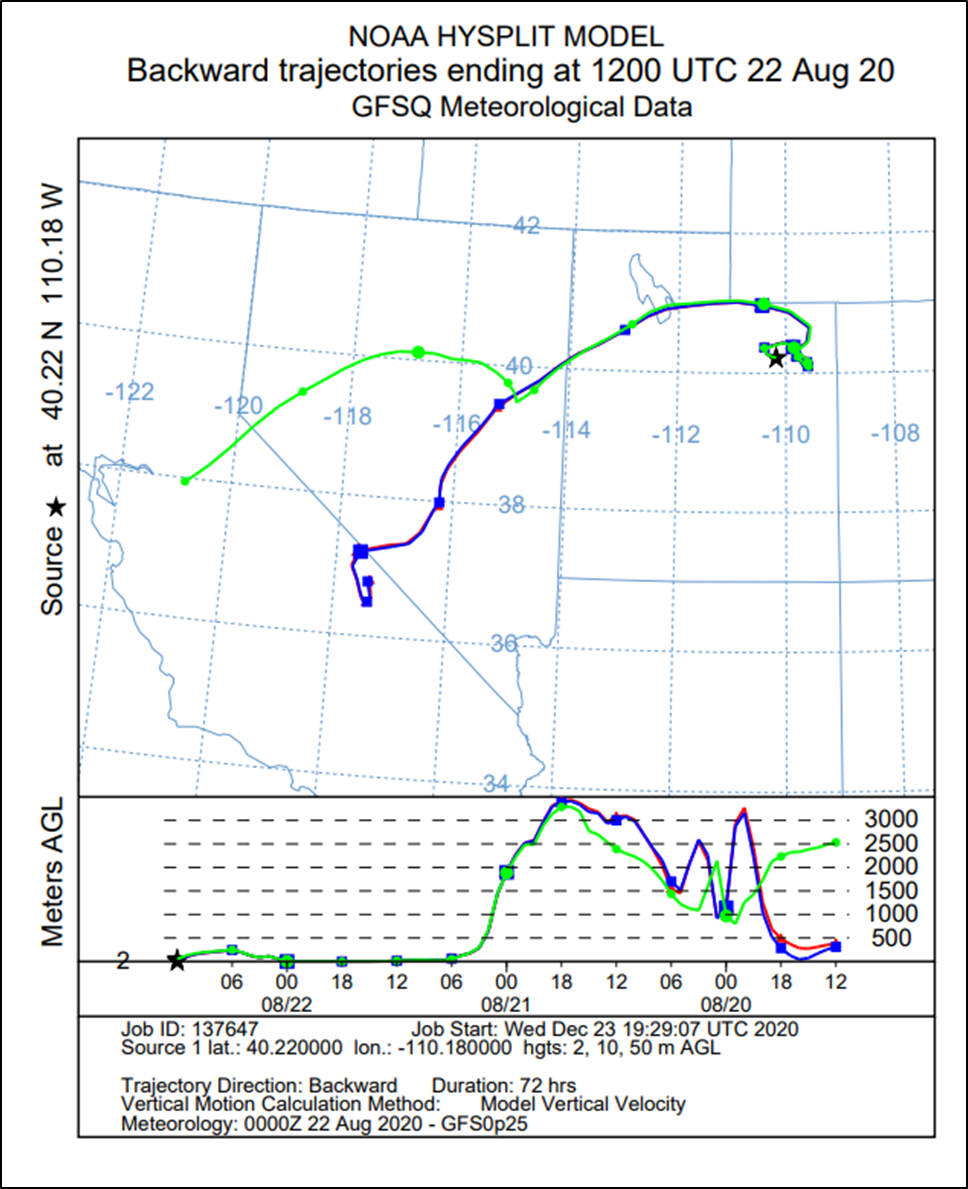 NOAA HYSPLIT MODEL
Backward trajectories ending at 1200 UTC 22 Aug 20
GFSQ Meteorological Data
Source ★ at 40.22 N 110.18 W
42
40
-122
-120
-118
-116
-114
-112
-110
-108
38
36
34
Meters AGL
3000
2500
2000
1500
1000
500
2
06 00 18 12 06 00 18 12 06 00 18 12
08/22 08/21 08/20
Job ID: 137647 Job Start: Wed Dec 23 19:29:07 UTC 2020
Source 1 lat.: 40.220000 lon.: -110.180000 hgts: 2, 10, 50 m AGL
Trajectory Direction: Backward Duration: 72 hrs
Vertical Motion Calculation Method: Model Vertical Velocity
Meteorology: 0000Z 22 Aug 2020 - GFS0p25